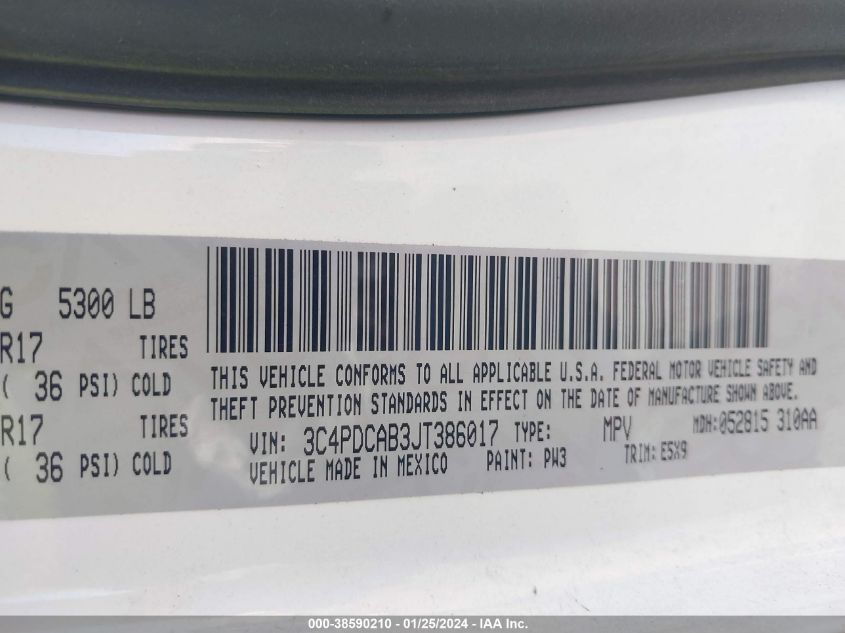 G 5300 LB
R17 TIRES
( 36 PSI) COLD
R17 TIRES
( 36 PSI) COLD
THIS VEHICLE CONFORMS TO ALL APPLICABLE U.S.A. FEDERAL MOTOR VEHICLE SAFETY AND
THEFT PREVENTION STANDARDS IN EFFECT ON THE DATE OF MANUFACTURE SHOWN ABOVE.
VIN: 3C4PDCAB3JT386017 TYPE: MPV MDH:052815 310AA
VEHICLE MADE IN MEXICO PAINT: PW3 TRIM: E5X9
000-38590210 - 01/25/2024 - IAA Inc.